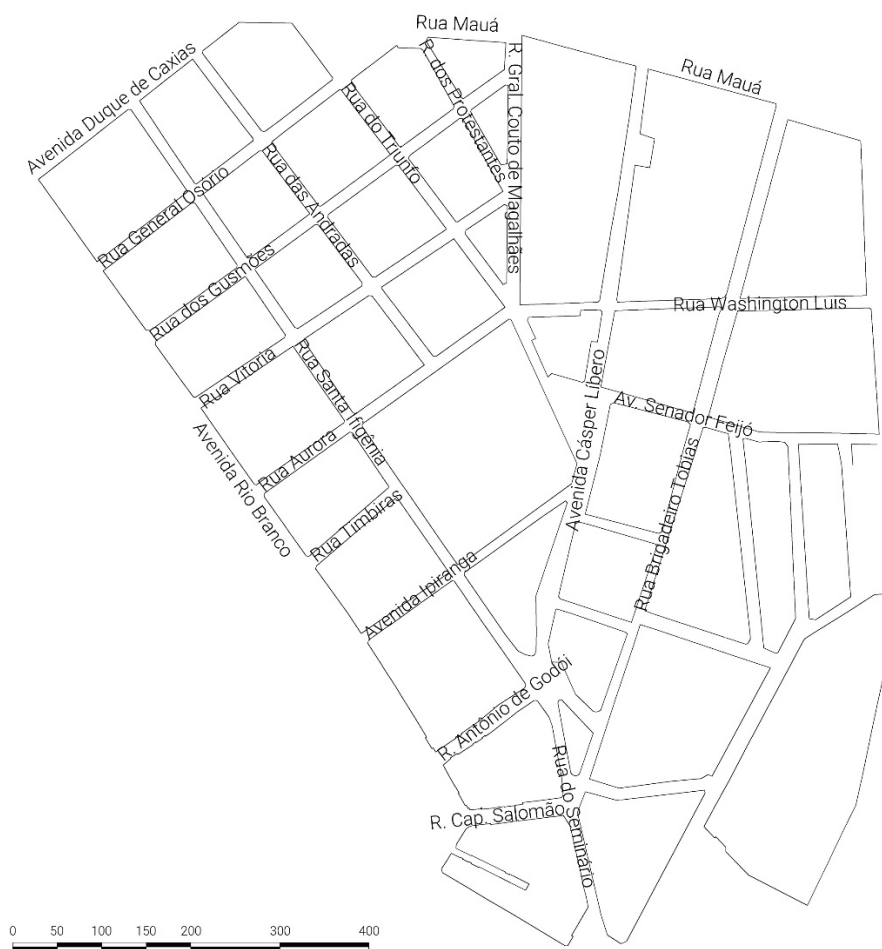 Rua Mauá
Rua Mauá
Avenida Duque de Caxias
R. dos Protestantes
R. Gral. Couto de Magalhães
Rua do Triunfo
Rua das Andradas
Rua General Osório
Rua dos Gusmões
Rua Washington Luis
Rua Vitoria
Rua Santa Ifigênia
Avenida Cásper Líbero
Av. Senador Feijó
Rua Aurora
Avenida Rio Branco
Rua Brigadeiro Tobias
Rua Timbiras
Avenida Ipiranga
R. Antônio de Godói
Rua do Seminário
R. Cap. Salomão
0 50 100 150 200 300 400